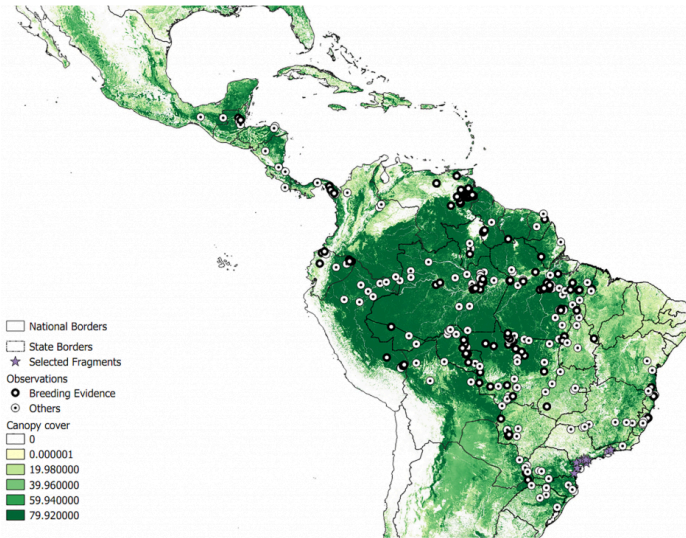 National Borders
State Borders
Selected Fragments
Observations
Breeding Evidence
Others
Canopy cover
0
0.000001
19.980000
39.960000
59.940000
79.920000